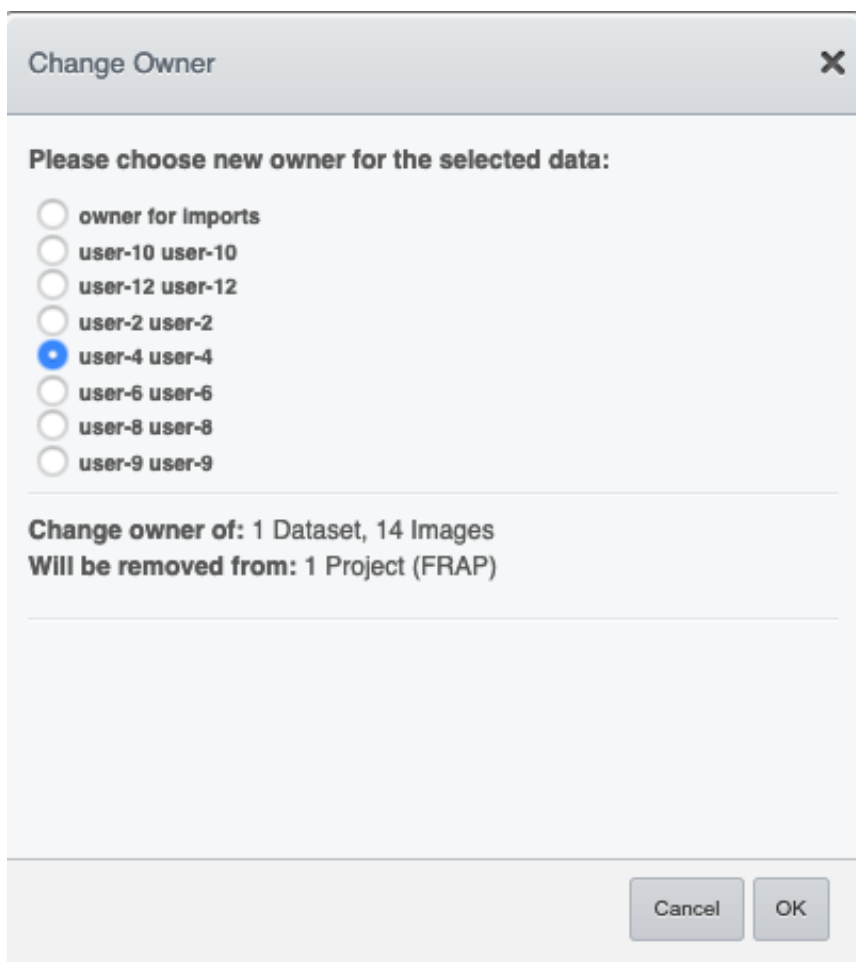 Change Owner
Please choose new owner for the selected data:
owner for imports
user-10 user-10
user-12 user-12
user-2 user-2
user-4 user-4
user-6 user-6
user-8 user-8
user-9 user-9
Change owner of: 1 Dataset, 14 Images
Will be removed from: 1 Project (FRAP)
Cancel OK